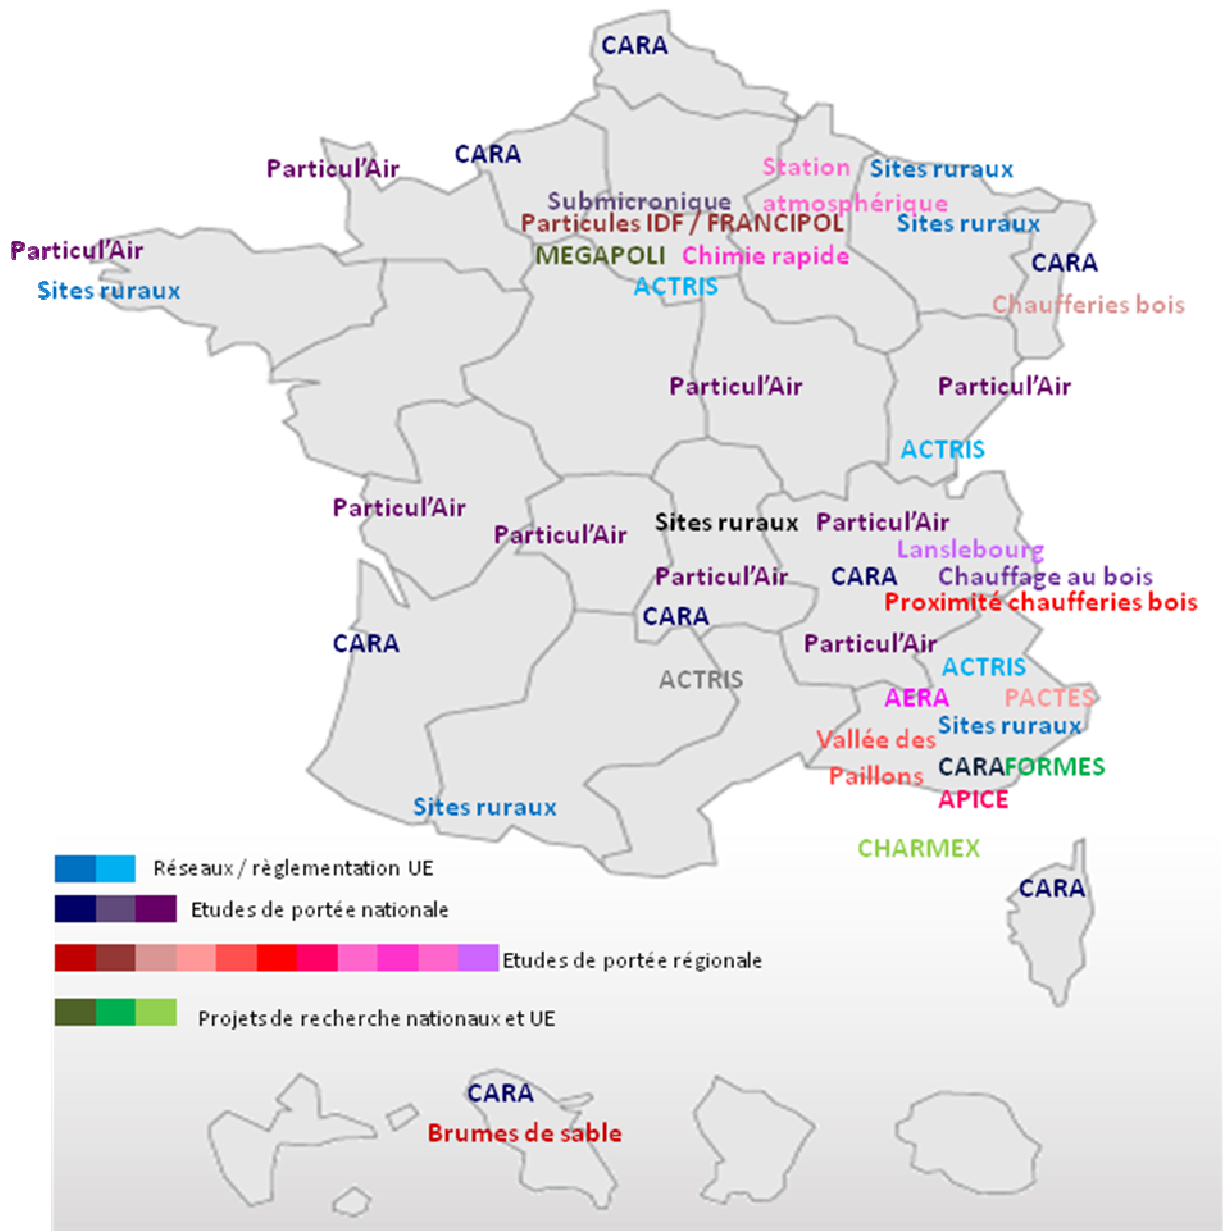 CARA
CARA
Particul'Air
Station
Sites ruraux
Submicronique
atmosphérique
Particules IDF / FRANCIPOL
Sites ruraux
Particul'Air
MEGAPOLI
Chimie rapide
CARA
Sites ruraux
ACTRIS
Chaufferies bois
Particul'Air
Particul'Air
ACTRIS
Particul'Air
Particul'Air
Sites ruraux
Particul'Air
Lanslebourg
Particul'Air
CARA
Chauffage au bois
Proximité chaufferies bois
CARA
CARA
Particul'Air
ACTRIS
ACTRIS
AERA
PACTES
Sites ruraux
Vallée des
Paillons
CARA
FORMES
APICE
Sites ruraux
CHARMEX
CARA
Réseaux / règlementation UE
Etudes de portée nationale
Etudes de portée régionale
Projets de recherche nationaux et UE
CARA
Brumes de sable